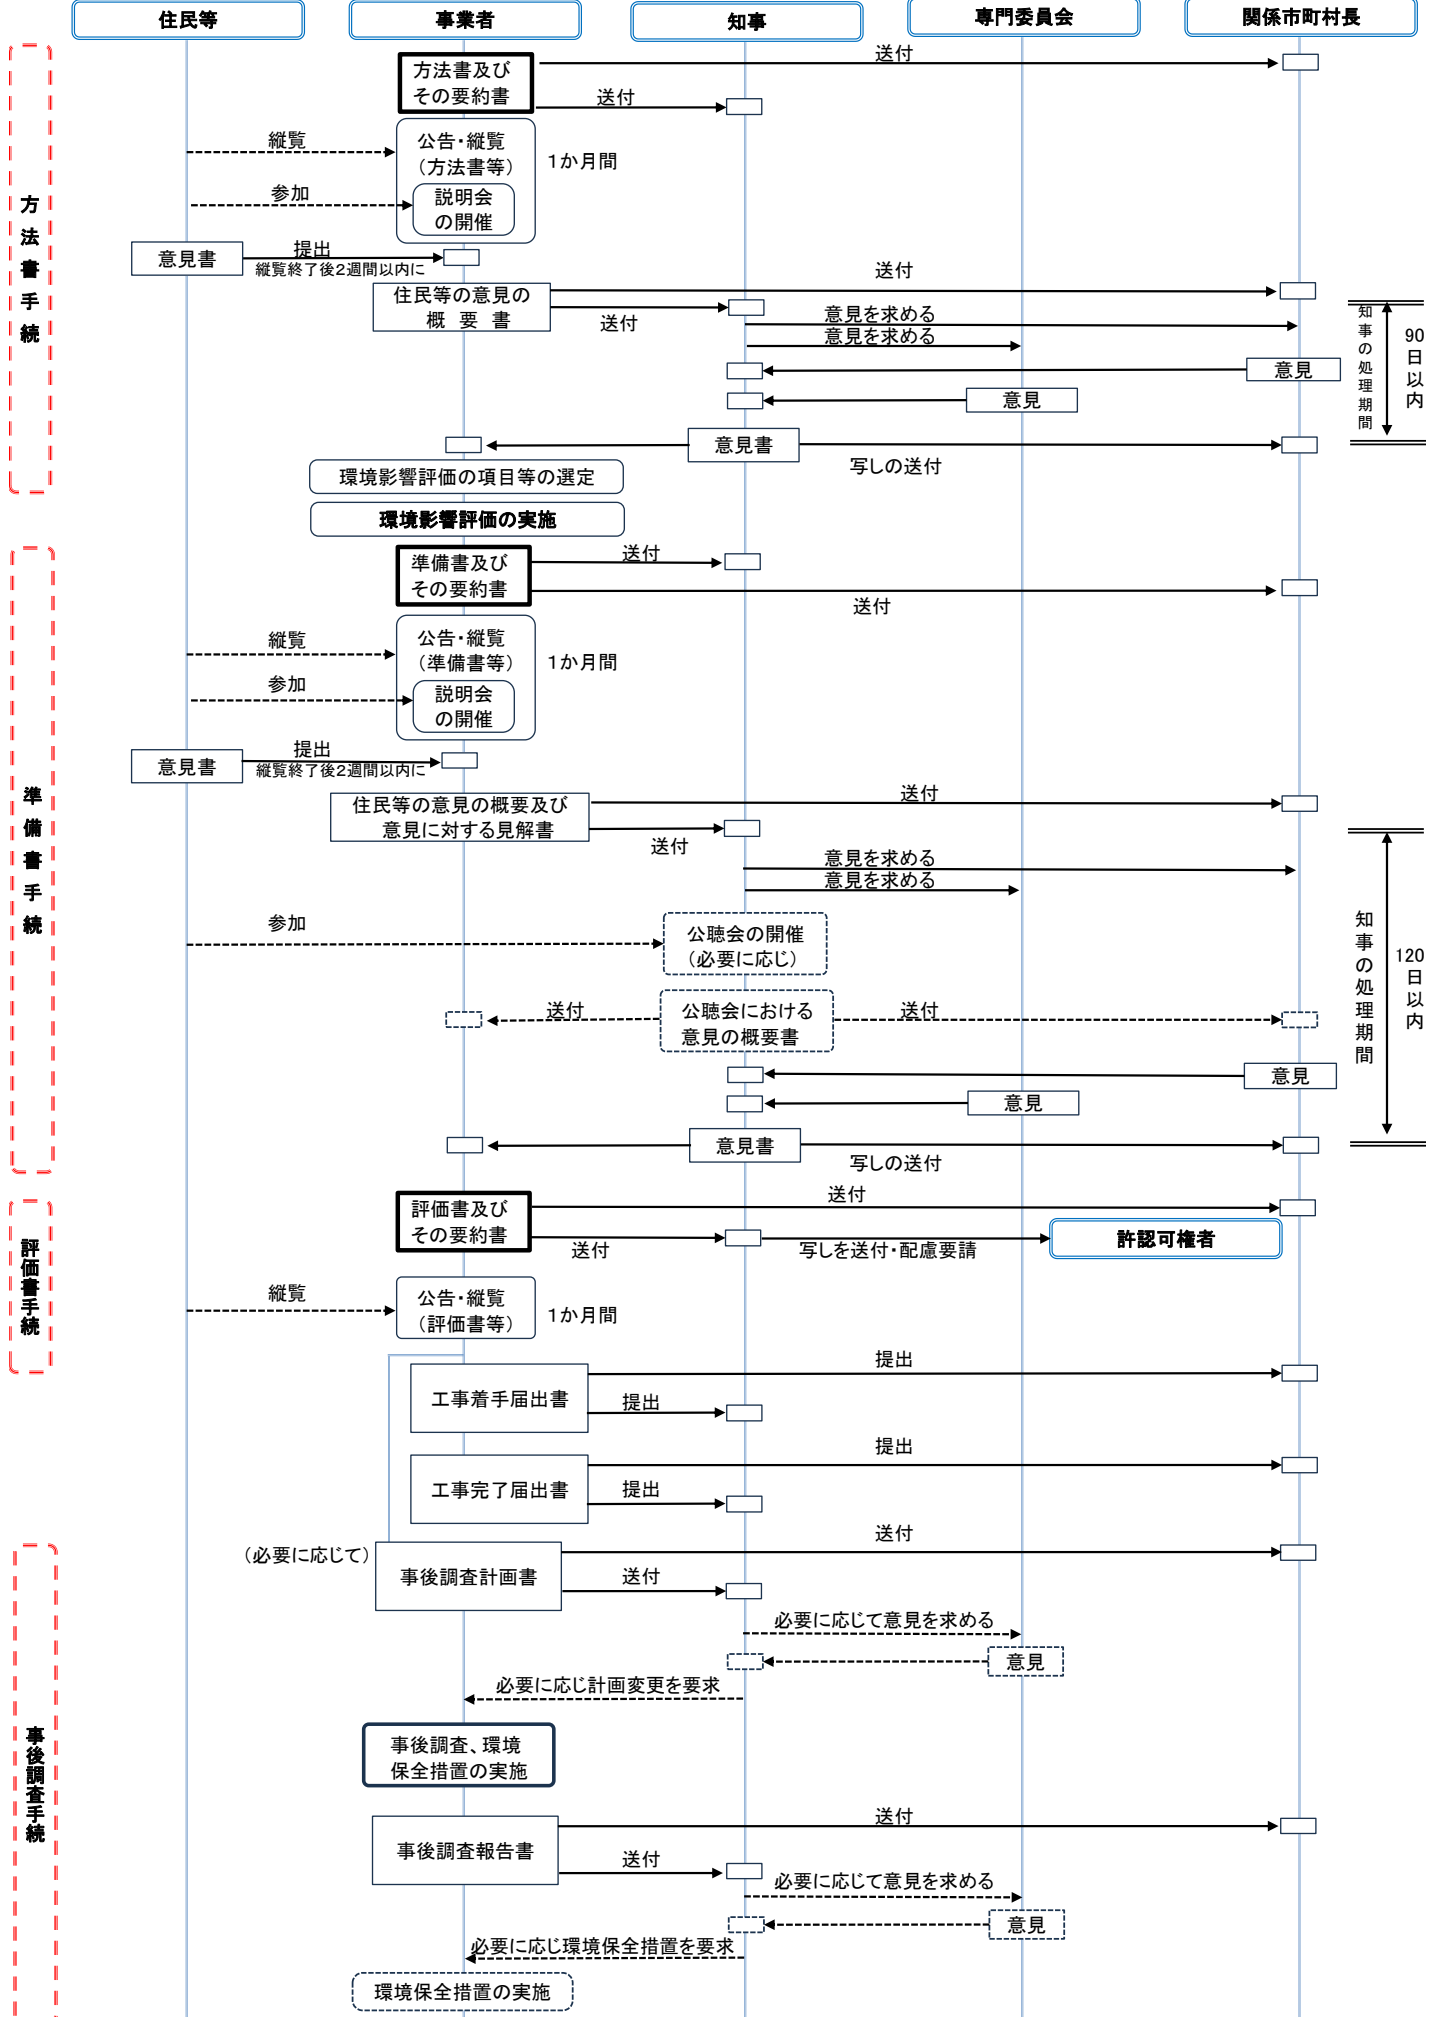 住民等
事業者
知事
専門委員会
関係市町村長
方法書手続
方法書及び
その要約書
送付
送付
縦覧
公告・縦覧
（方法書等）
1か月間
参加
説明会
の開催
意見書
提出
縦覧終了後2週間以内に
住民等の意見の
概　要　書
送付
送付
意見を求める
意見を求める
知事の処理期間
90日以内
意見
意見
意見書
写しの送付
環境影響評価の項目等の選定
環境影響評価の実施
準備書手続
準備書及び
その要約書
送付
送付
縦覧
公告・縦覧
（準備書等）
1か月間
参加
説明会
の開催
意見書
提出
縦覧終了後2週間以内に
住民等の意見の概要及び
意見に対する見解書
送付
送付
意見を求める
意見を求める
知事の処理期間
120日以内
参加
公聴会の開催
（必要に応じ）
送付
公聴会における
意見の概要書
送付
意見
意見
意見書
写しの送付
評価書手続
評価書及び
その要約書
送付
送付
写しを送付・配慮要請
許認可権者
縦覧
公告・縦覧
（評価書等）
1か月間
工事着手届出書
提出
提出
工事完了届出書
提出
提出
事後調査手続
（必要に応じて）
事後調査計画書
送付
送付
必要に応じて意見を求める
意見
必要に応じ計画変更を要求
事後調査、環境
保全措置の実施
事後調査報告書
送付
送付
必要に応じて意見を求める
意見
必要に応じ環境保全措置を要求
環境保全措置の実施